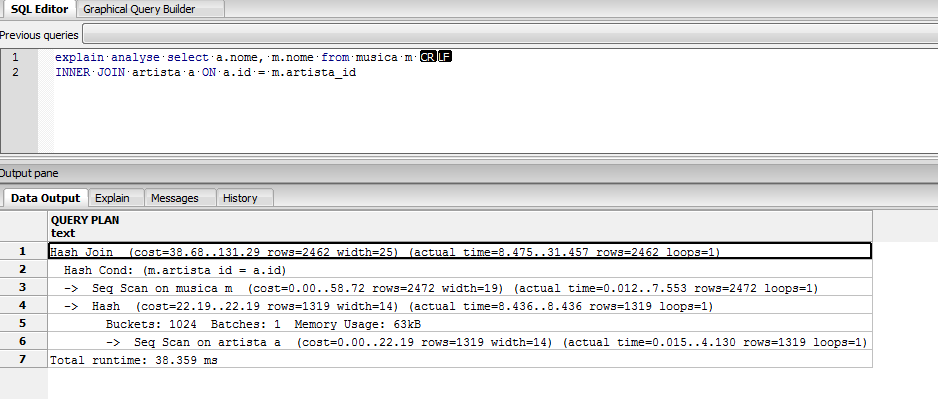 SQL Editor Graphical Query Builder
Previous queries
1 explain analyse select a.nome, m.nome from musica m CR LF
2 INNER JOIN artista a ON a.id = m.artista_id
Output pane
Data Output Explain Messages History
QUERY PLAN
text
1 Hash Join (cost=38.68..131.29 rows=2462 width=25) (actual time=8.475..31.457 rows=2462 loops=1)
2 Hash Cond: (m.artista_id = a.id)
3 -> Seq Scan on musica m (cost=0.00..58.72 rows=2472 width=19) (actual time=0.012..7.553 rows=2472 loops=1)
4 -> Hash (cost=22.19..22.19 rows=1319 width=14) (actual time=8.436..8.436 rows=1319 loops=1)
5 Buckets: 1024 Batches: 1 Memory Usage: 63kB
6 -> Seq Scan on artista a (cost=0.00..22.19 rows=1319 width=14) (actual time=0.015..4.130 rows=1319 loops=1)
7 Total runtime: 38.359 ms